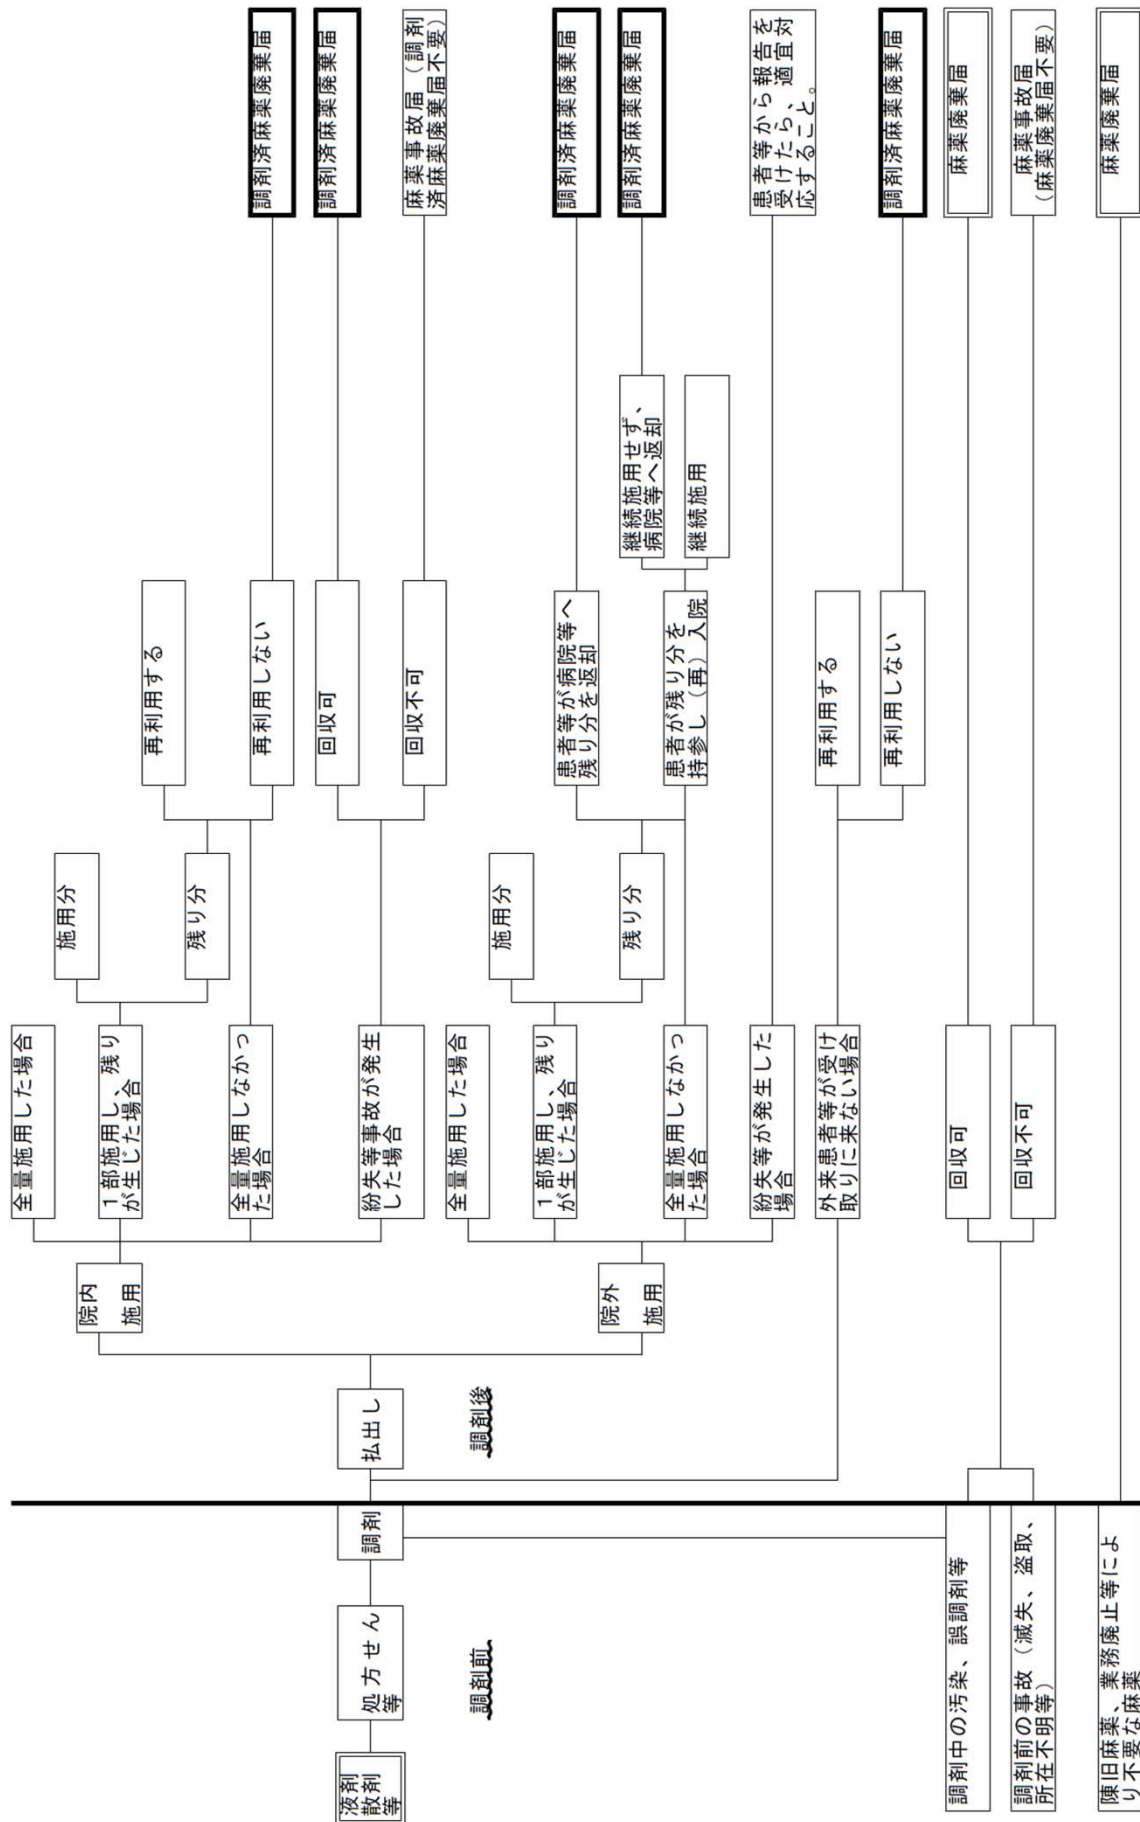 液剤
散剤
等
処方せん
等
調剤
払出し
調剤前
調剤後
院内
施用
全量施用した場合
１部施用し、残り
が生じた場合
施用分
残り分
全量施用しなかっ
た場合
再利用する
再利用しない
調剤済麻薬廃棄届
紛失等事故が発生
した場合
回収可
調剤済麻薬廃棄届
回収不可
麻薬事故届（調剤
済麻薬廃棄届不要）
院外
施用
全量施用した場合
１部施用し、残り
が生じた場合
施用分
残り分
全量施用しなかっ
た場合
患者等が病院等へ
残り分を返却
調剤済麻薬廃棄届
患者が残り分を
持参し（再）入院
継続施用せず、
病院等へ返却
調剤済麻薬廃棄届
継続施用
紛失等が発生した
場合
患者等から報告を
受けたら、適宜対
応すること。
外来患者等が受け
取りに来ない場合
再利用する
再利用しない
調剤済麻薬廃棄届
調剤中の汚染、誤調剤等
調剤前の事故（滅失、盗取、
所在不明等）
回収可
麻薬廃棄届
回収不可
麻薬事故届
（麻薬廃棄届不要）
陳旧麻薬、業務廃止等によ
り不要な麻薬
麻薬廃棄届